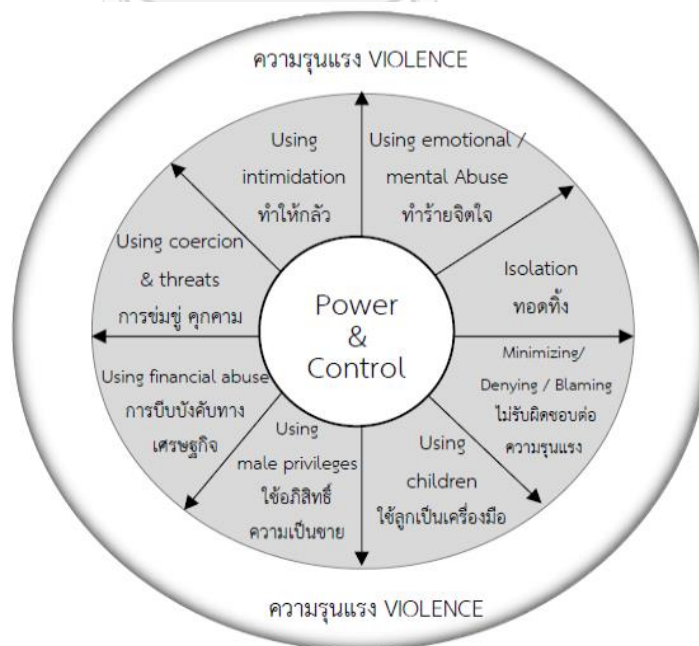 ความรุนแรง VIOLENCE
Using
intimidation
ทำให้กลัว
Using emotional /
mental Abuse
ทำร้ายจิตใจ
Isolation
ทอดทิ้ง
Minimizing/
Denying / Blaming
ไม่รับผิดชอบต่อ
ความรุนแรง
Using
children
ใช้ลูกเป็นเครื่องมือ
Using
male privileges
ใช้อภิสิทธิ์
ความเป็นชาย
Using financial abuse
การบีบบังคับทาง
เศรษฐกิจ
Using coercion
& threats
การข่มขู่ คุกคาม
Power
&
Control
ความรุนแรง VIOLENCE